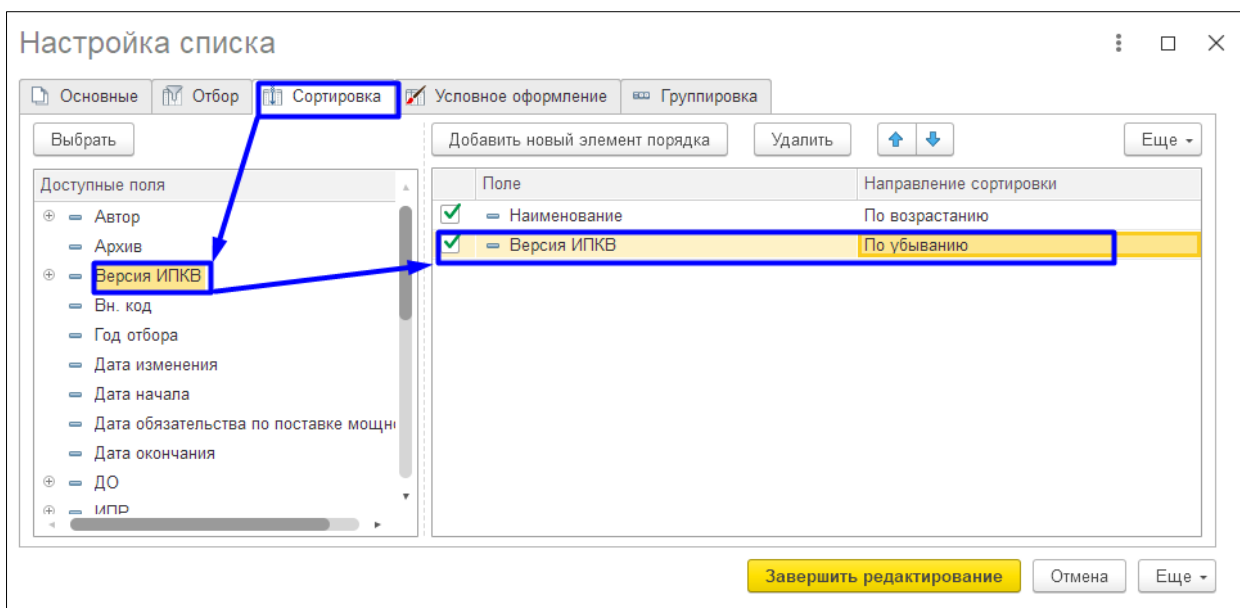 Настройка списка
Основные Отбор Сортировка Условное оформление Группировка
Выбрать Добавить новый элемент порядка Удалить Еще
Доступные поля Поле Направление сортировки
Автор Наименование По возрастанию
Архив Версия ИПКВ По убыванию
Версия ИПКВ
Вн. код
Год отбора
Дата изменения
Дата начала
Дата обязательства по поставке мощн
Дата окончания
ДО
ИПР
Завершить редактирование Отмена Еще